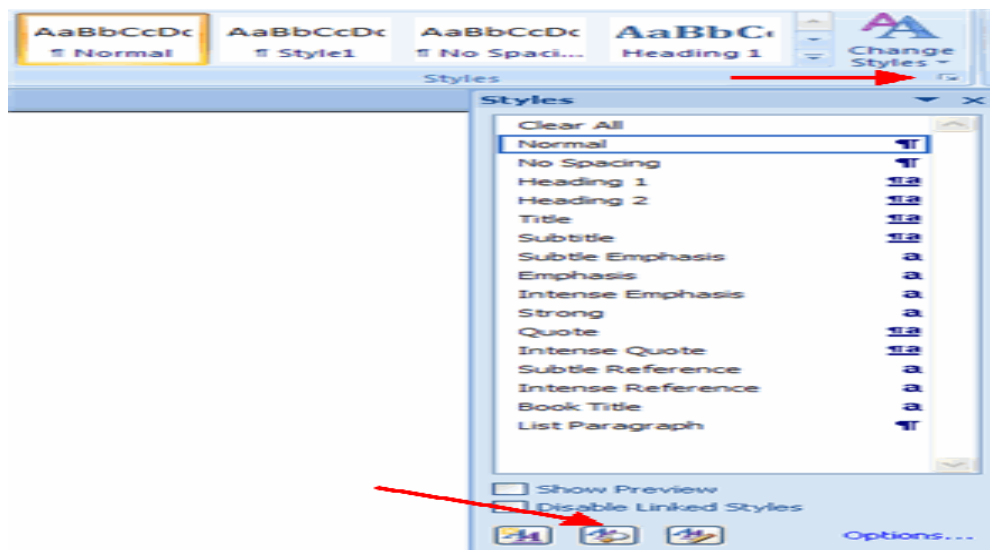 AaBbCcDc AaBbCcDc AaBbCcDc AaBbC
¶ Normal ¶ Style1 ¶ No Spaci... Heading 1
Change
Styles
Styles
Styles
Clear All
Normal ¶
No Spacing ¶
Heading 1 ¶a
Heading 2 ¶a
Title ¶a
Subtitle ¶a
Subtle Emphasis a
Emphasis a
Intense Emphasis a
Strong a
Quote ¶a
Intense Quote ¶a
Subtle Reference a
Intense Reference a
Book Title a
List Paragraph ¶
Show Preview
Disable Linked Styles
Options...